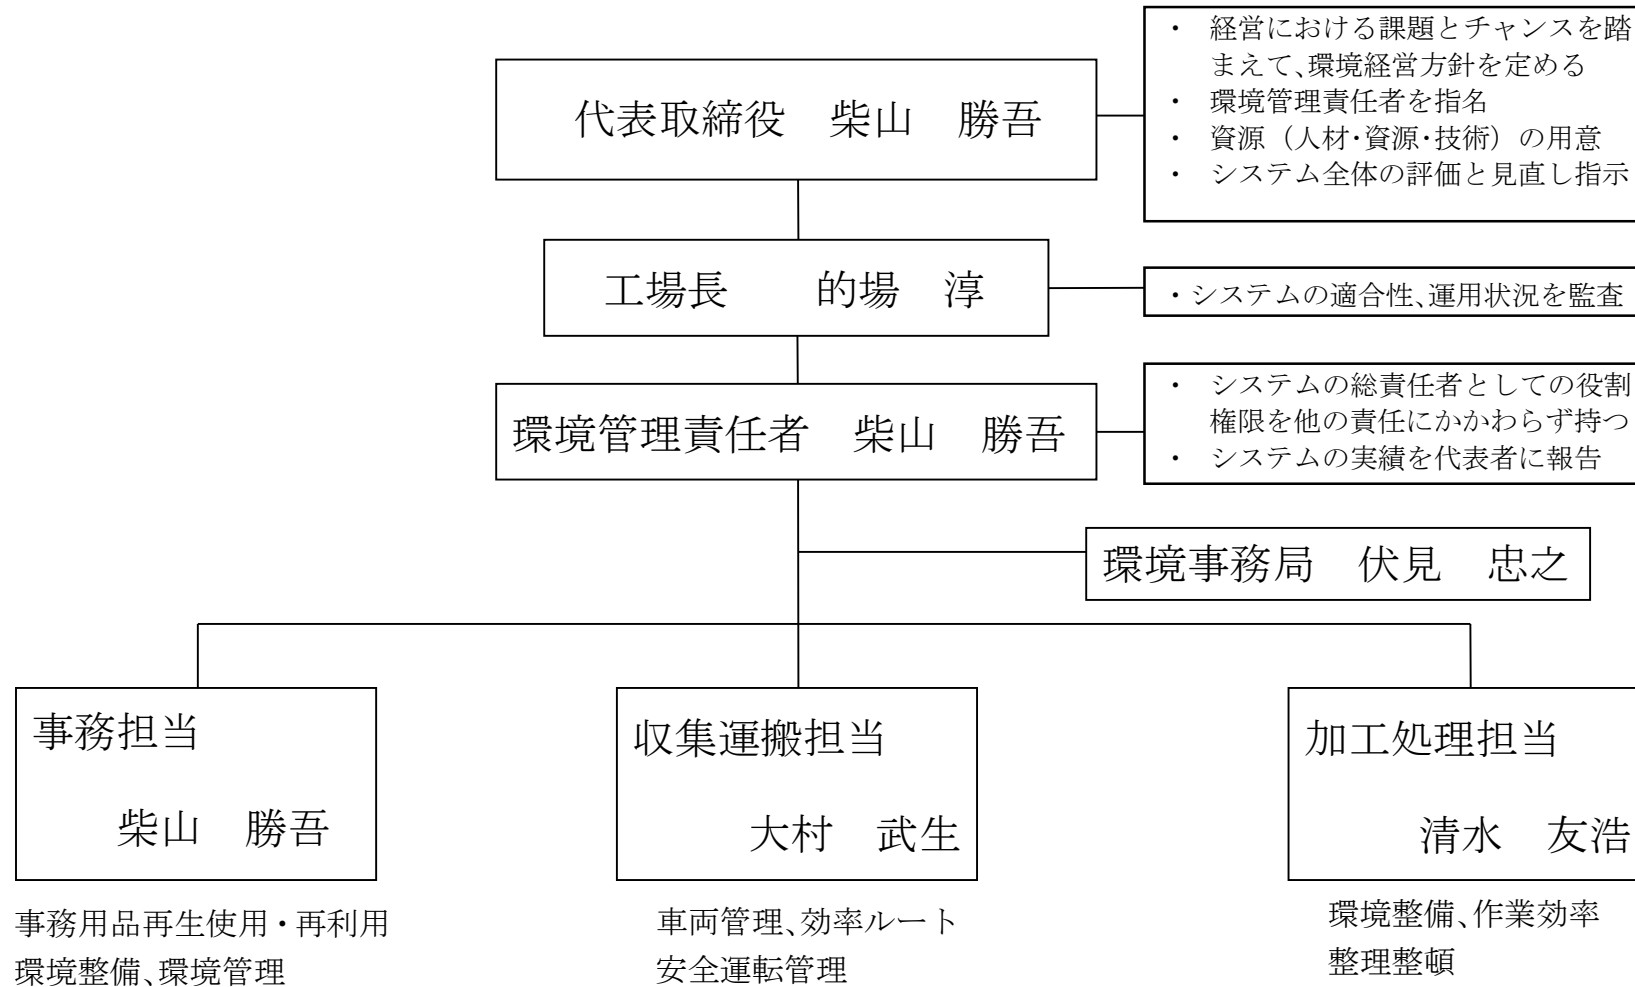 ・ 経営における課題とチャンスを踏
まえて、環境経営方針を定める
・ 環境管理責任者を指名
・ 資源（人材・資源・技術）の用意
・ システム全体の評価と見直し指示
代表取締役　柴山　勝吾
工場長　　的場　淳
・システムの適合性、運用状況を監査
環境管理責任者　柴山　勝吾
・ システムの総責任者としての役割
権限を他の責任にかかわらず持つ
・ システムの実績を代表者に報告
環境事務局　伏見　忠之
事務担当
柴山　勝吾
事務用品再生使用・再利用
環境整備、環境管理
収集運搬担当
大村　武生
車両管理、効率ルート
安全運転管理
加工処理担当
清水　友浩
環境整備、作業効率
整理整頓